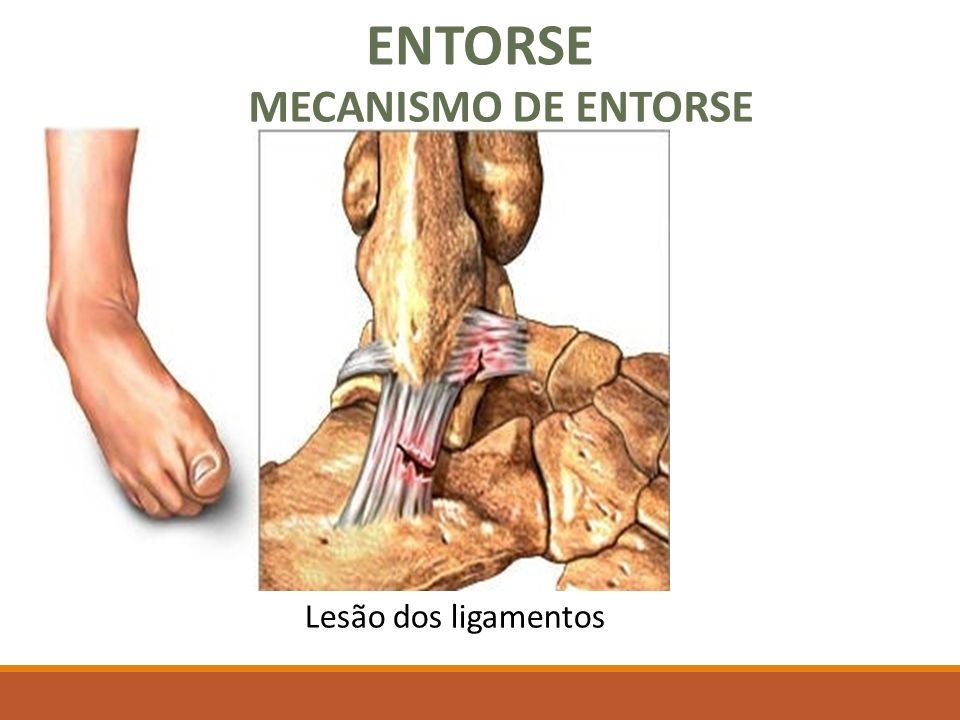 ENTORSE
MECANISMO DE ENTORSE
Lesão dos ligamentos